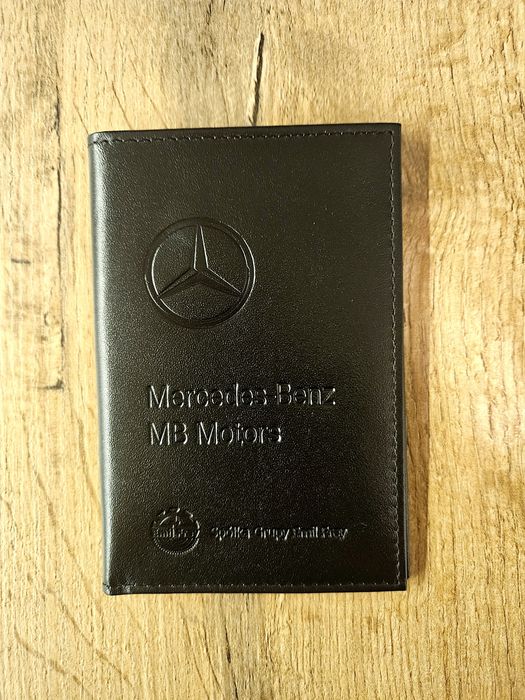 Mercedes-Benz
MB Motors
Spółka Grupy Emil Frey